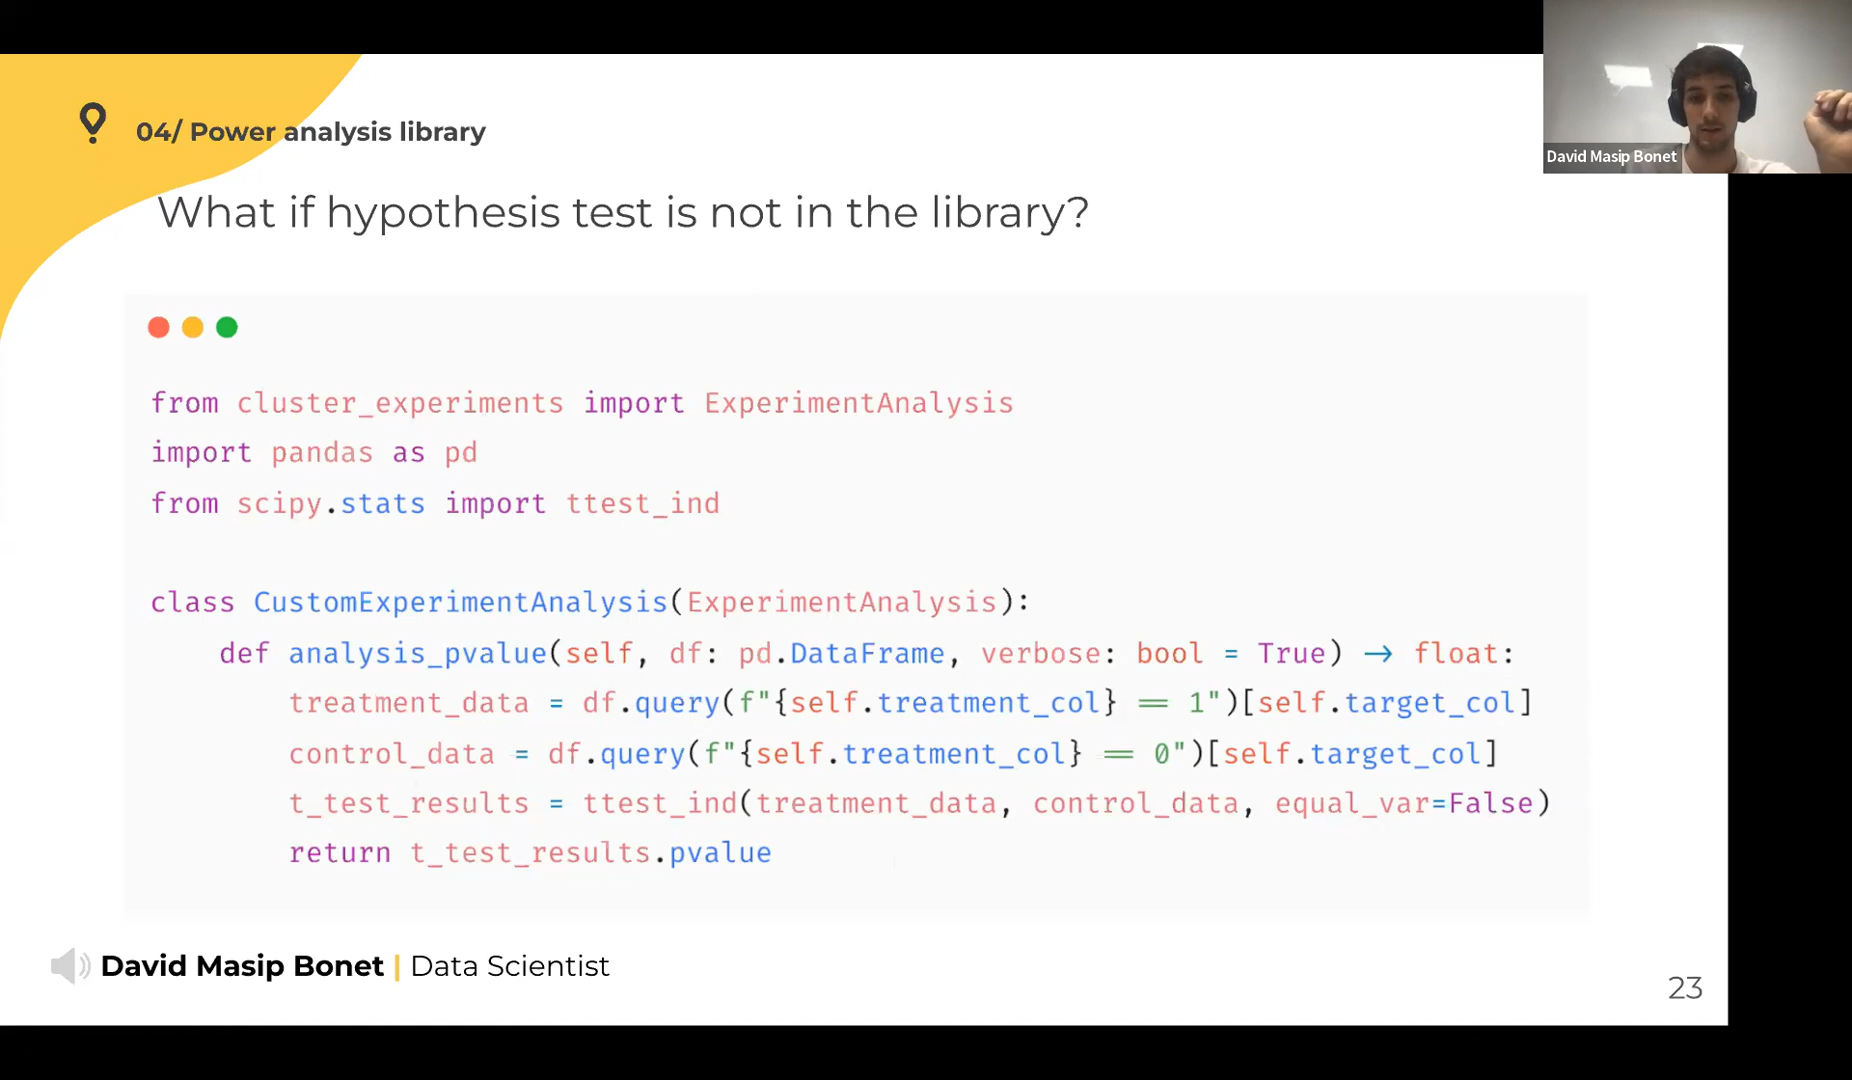 David Masip Bonet
04/ Power analysis library
What if hypothesis test is not in the library?
from cluster_experiments import ExperimentAnalysis
import pandas as pd
from scipy.stats import ttest_ind
class CustomExperimentAnalysis(ExperimentAnalysis):
    def analysis_pvalue(self, df: pd.DataFrame, verbose: bool = True) -> float:
        treatment_data = df.query(f"{self.treatment_col} == 1")[self.target_col]
        control_data = df.query(f"{self.treatment_col} == 0")[self.target_col]
        t_test_results = ttest_ind(treatment_data, control_data, equal_var=False)
        return t_test_results.pvalue
David Masip Bonet | Data Scientist
23